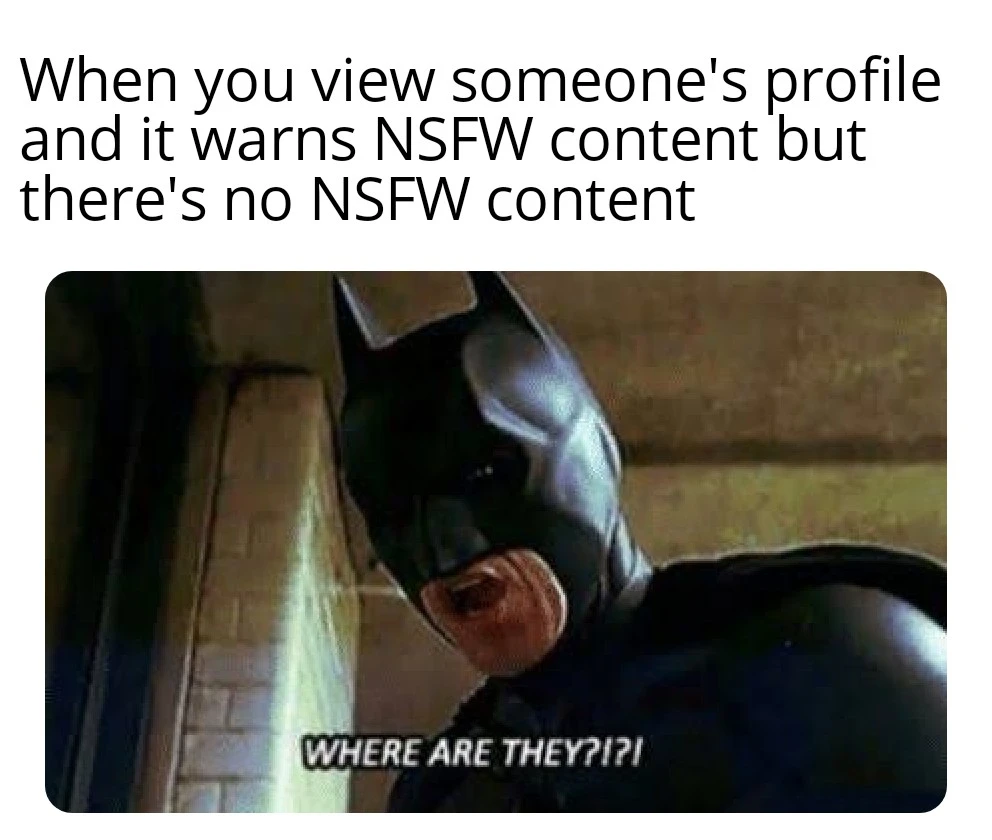 When you view someone's profile
and it warns NSFW content but
there's no NSFW content
WHERE ARE THEY?!?!